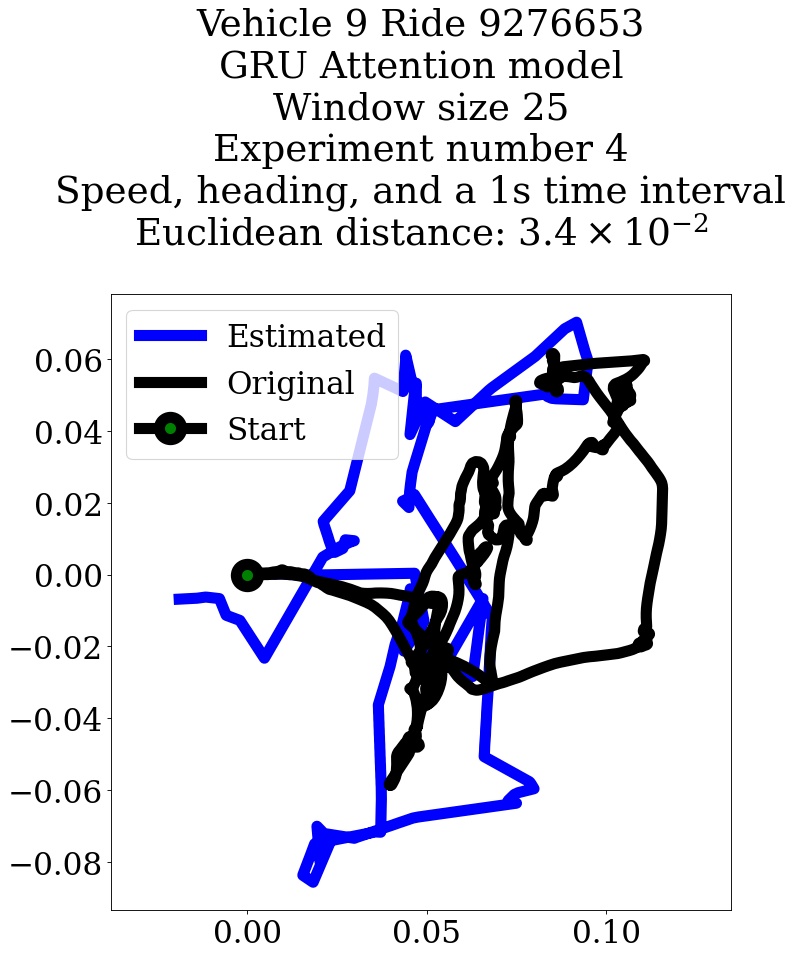 Vehicle 9 Ride 9276653
GRU Attention model
Window size 25
Experiment number 4
Speed, heading, and a 1s time interval
Euclidean distance: 3.4 × 10⁻²
Estimated
Original
Start
0.06
0.04
0.02
0.00
−0.02
−0.04
−0.06
−0.08
0.00 0.05 0.10